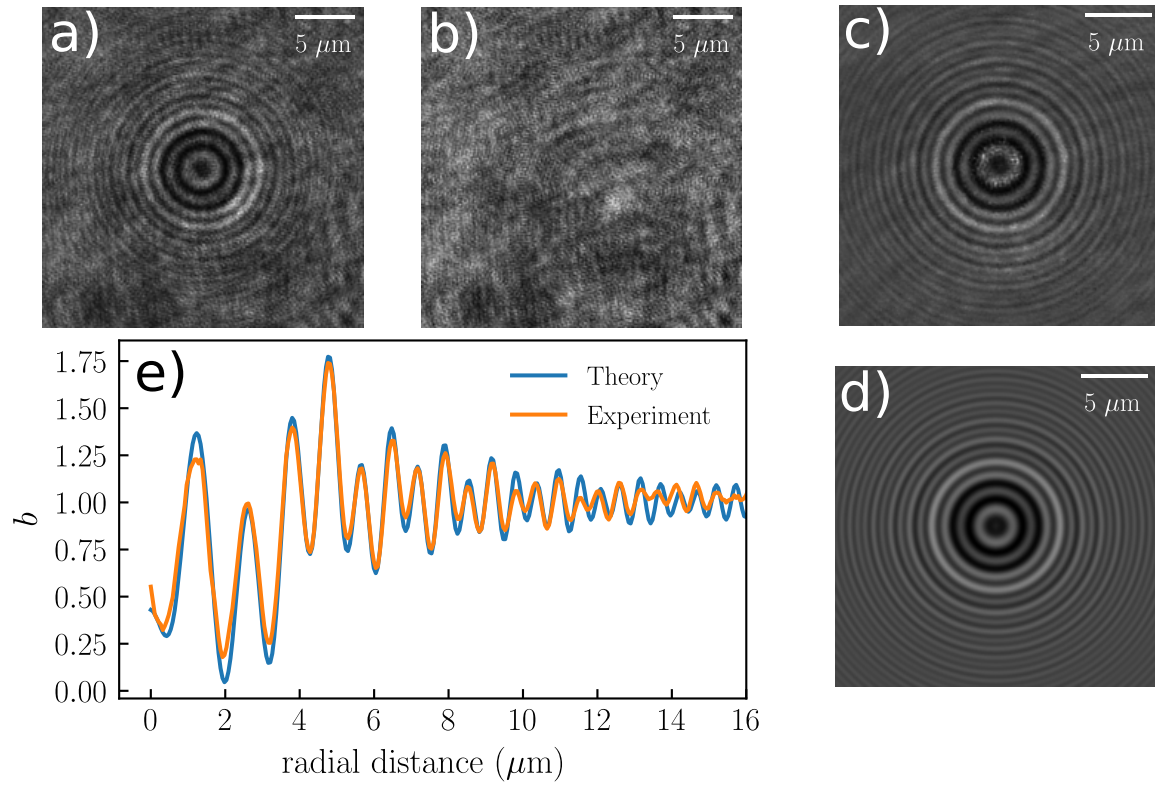 a)
5 μm
b)
5 μm
c)
5 μm
d)
5 μm
e)
Theory
Experiment
b
1.75
1.50
1.25
1.00
0.75
0.50
0.25
0.00
0 2 4 6 8 10 12 14 16
radial distance (μm)